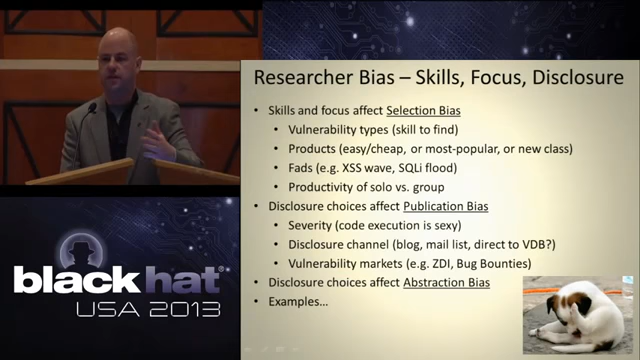 Researcher Bias – Skills, Focus, Disclosure
• Skills and focus affect Selection Bias
• Vulnerability types (skill to find)
• Products (easy/cheap, or most-popular, or new class)
• Fads (e.g. XSS wave, SQLi flood)
• Productivity of solo vs. group
• Disclosure choices affect Publication Bias
• Severity (code execution is sexy)
• Disclosure channel (blog, mail list, direct to VDB?)
• Vulnerability markets (e.g. ZDI, Bug Bounties)
• Disclosure choices affect Abstraction Bias
• Examples…
black hat®
USA 2013